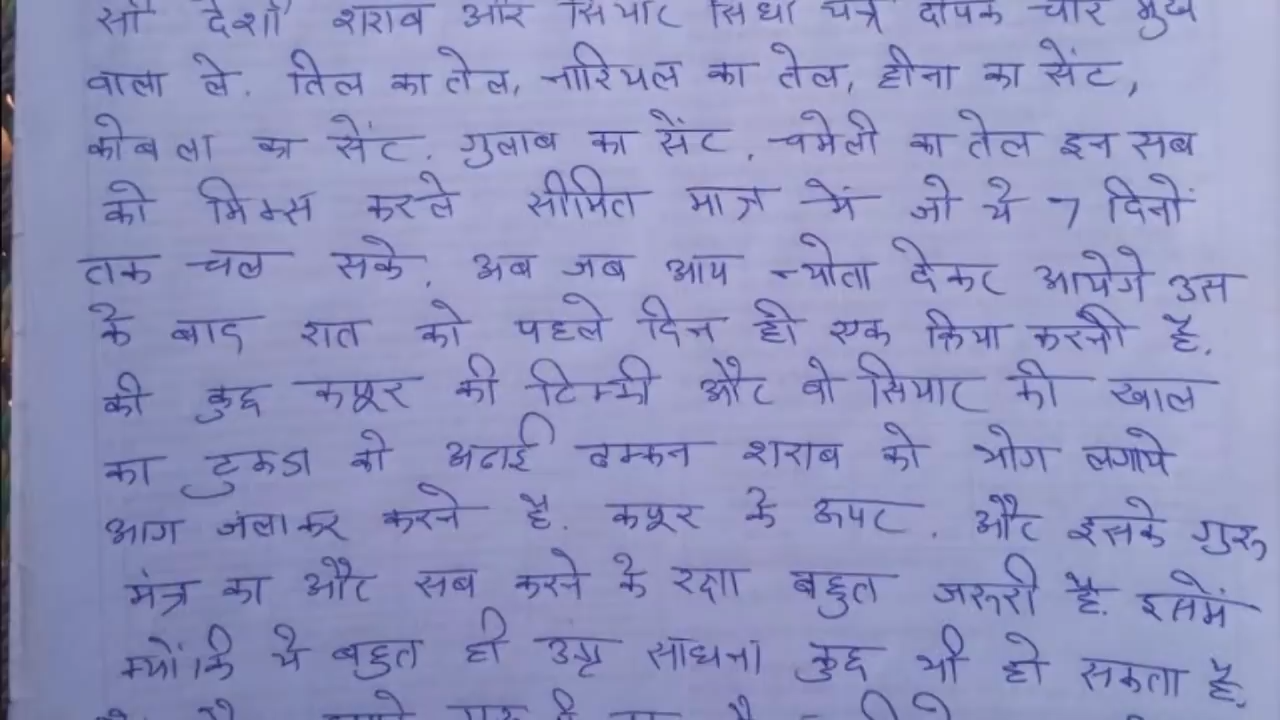 सौ देशी शराब और सियार सिंधी यंत्र दीपक चार मुख
वाला ले. तिल का तेल, नारियल का तेल, हीना का सेंट,
केवला का सेंट. गुलाब का सेंट. चमेली का तेल इन सब
को मिक्स करले सीमित मात्र में जो ये 7 दिनों
तक चल सके. अब जब आप न्योता देकर आयेगे उस
के बाद रात को पहले दिन ही एक क्रिया करनी है.
की कुछ कपूर की टिक्की और वो सियार की खाल
का टुकडा को अढाई ढक्कन शराब को भोग लगाये
आग जलाकर करने है. कपूर के ऊपर. और इसके गुरु
मंत्र का और सब करने के रक्षा बहुत जरूरी है. इसमें
क्योंकि ये बहुत ही उग्र साधना कुछ भी हो सकता है.